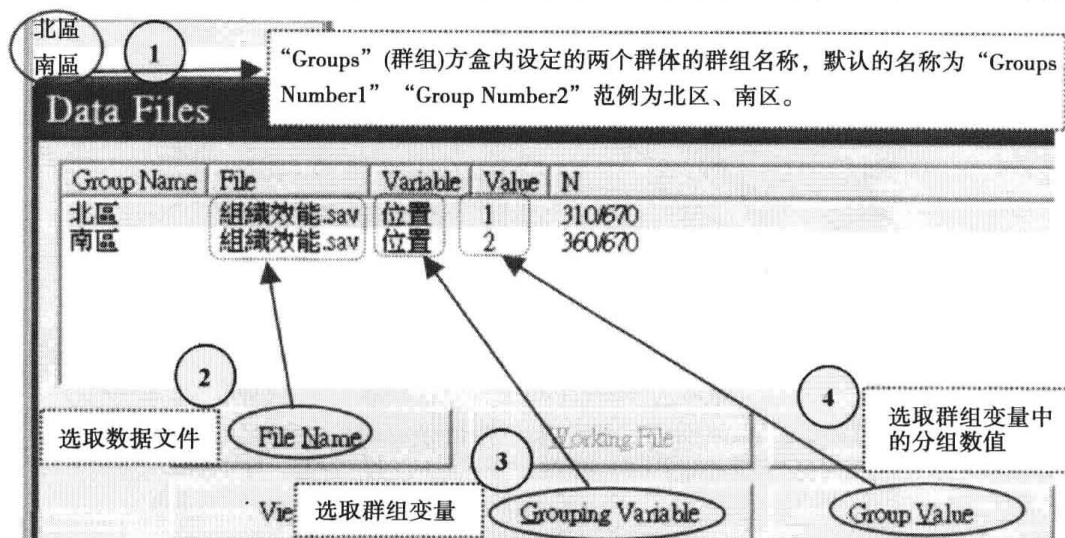 北區
南區
1
“Groups”(群组)方盒内设定的两个群体的群组名称，默认的名称为“Groups
Number1”“Group Number2”范例为北区、南区。
Data Files
Group Name File Variable Value N
北區 組織效能.sav 位置 1 310/670
南區 組織效能.sav 位置 2 360/670
2
选取数据文件
File Name
Working File
4
选取群组变量中
的分组数值
3
Vie
选取群组变量
Grouping Variable
Group Value